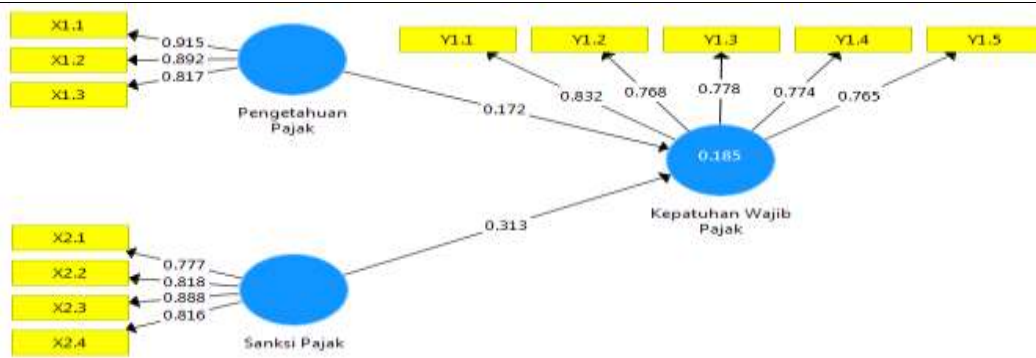 X1.1
X1.2
X1.3
0.915
0.892
0.817
Pengetahuan
Pajak
0.172
Y1.1
Y1.2
Y1.3
Y1.4
Y1.5
0.832
0.768
0.778
0.774
0.765
0.185
Kepatuhan Wajib
Pajak
0.313
X2.1
X2.2
X2.3
X2.4
0.777
0.818
0.888
0.816
Sanksi Pajak